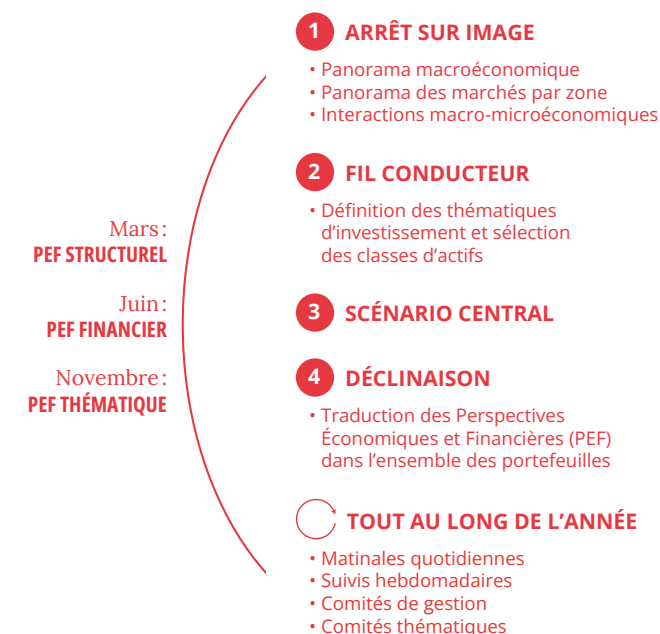 Mars :
PEF STRUCTUREL
Juin :
PEF FINANCIER
Novembre :
PEF THÉMATIQUE
1 ARRÊT SUR IMAGE
• Panorama macroéconomique
• Panorama des marchés par zone
• Interactions macro-microéconomiques
2 FIL CONDUCTEUR
• Définition des thématiques
d’investissement et sélection
des classes d’actifs
3 SCÉNARIO CENTRAL
4 DÉCLINAISON
• Traduction des Perspectives
Économiques et Financières (PEF)
dans l’ensemble des portefeuilles
TOUT AU LONG DE L’ANNÉE
• Matinales quotidiennes
• Suivis hebdomadaires
• Comités de gestion
• Comités thématiques